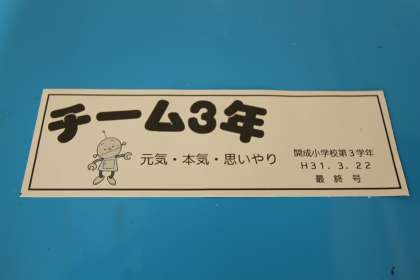 チーム3年
元気・本気・思いやり
開成小学校第3学年
H31.3.22
最終号